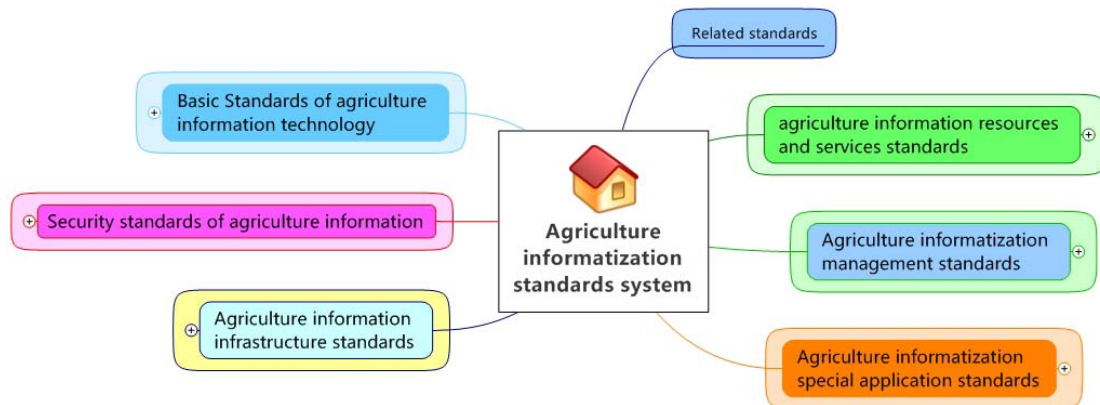 Related standards
Basic Standards of agriculture
information technology
agriculture information resources
and services standards
Security standards of agriculture information
Agriculture
informatization
standards system
Agriculture informatization
management standards
Agriculture information
infrastructure standards
Agriculture informatization
special application standards